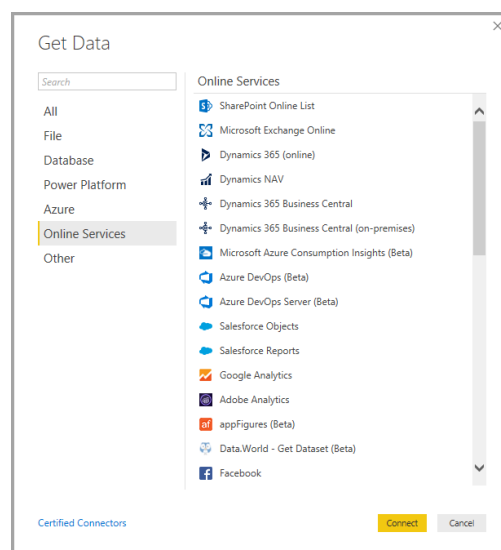 Get Data
Search
All
File
Database
Power Platform
Azure
Online Services
Other
Online Services
SharePoint Online List
Microsoft Exchange Online
Dynamics 365 (online)
Dynamics NAV
Dynamics 365 Business Central
Dynamics 365 Business Central (on-premises)
Microsoft Azure Consumption Insights (Beta)
Azure DevOps (Beta)
Azure DevOps Server (Beta)
Salesforce Objects
Salesforce Reports
Google Analytics
Adobe Analytics
af appFigures (Beta)
Data.World - Get Dataset (Beta)
Facebook
Certified Connectors
Connect
Cancel